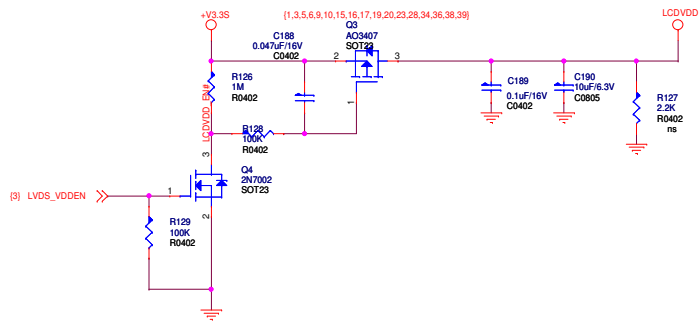 +V3.3S
{1,3,5,6,9,10,15,16,17,19,20,23,28,34,36,38,39}
LCDVDD
Q3
AO3407
SOT23
C188
0.047uF/16V
C0402
2
3
1
R126
1M
R0402
LCDVDD_EN#
C189
0.1uF/16V
C0402
C190
10uF/6.3V
C0805
R127
2.2K
R0402
ns
R128
100K
R0402
3
Q4
2N7002
SOT23
{3} LVDS_VDDEN
1
2
R129
100K
R0402